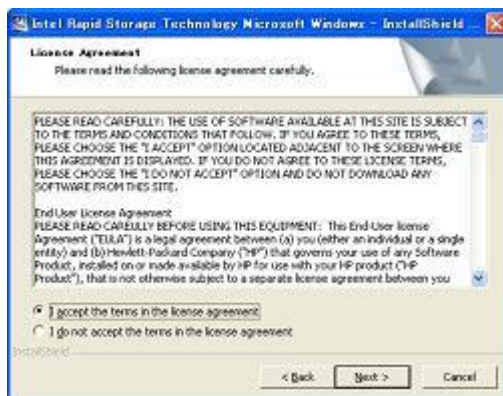 Intel Rapid Storage Technology Microsoft Windows - InstallShield ...
License Agreement
Please read the following license agreement carefully.
PLEASE READ CAREFULLY: THE USE OF SOFTWARE AVAILABLE AT THIS SITE IS SUBJECT
TO THE TERMS AND CONDITIONS THAT FOLLOW. IF YOU AGREE TO THESE TERMS,
PLEASE CHOOSE THE "I ACCEPT" OPTION LOCATED ADJACENT TO THE SCREEN WHERE
THIS AGREEMENT IS DISPLAYED. IF YOU DO NOT AGREE TO THESE LICENSE TERMS,
PLEASE CHOOSE THE "I DO NOT ACCEPT" OPTION AND DO NOT DOWNLOAD ANY
SOFTWARE FROM THIS SITE.
End User License Agreement
PLEASE READ CAREULLY BEFORE USING THIS EQUIPMENT: This End-User license
Agreement ("EULA") is a legal agreement between (a) you (either an individual or a single
entity) and (b) Hewlett-Packard Company ("HP") that governs your use of any Software
Product, installed on or made available by HP for use with your HP product ("HP
Product"), that is not otherwise subject to a separate license agreement between you
I accept the terms in the license agreement
I do not accept the terms in the license agreement
InstallShield
< Back
Next >
Cancel